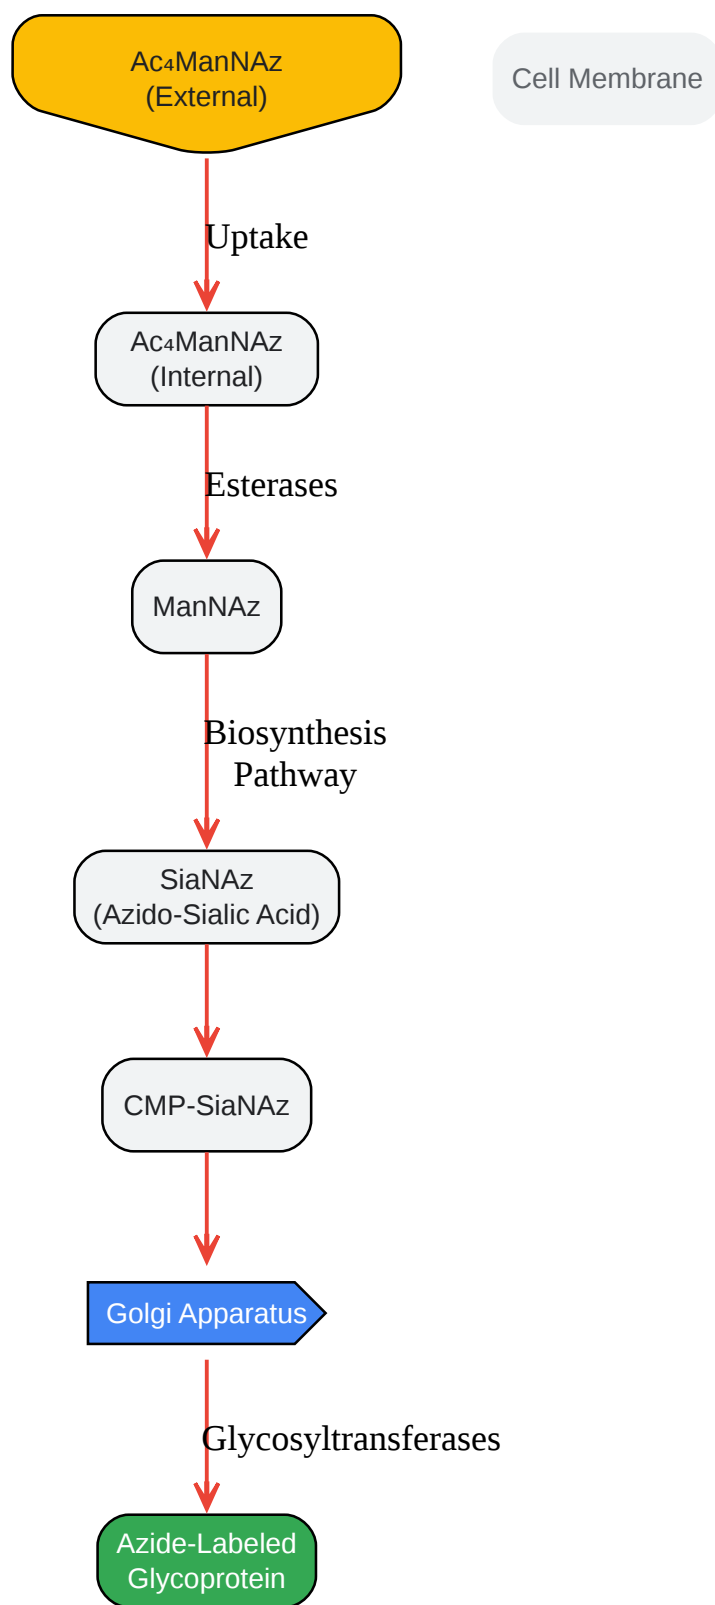 Ac₄ManNAz
(External)
Cell Membrane
Uptake
Ac₄ManNAz
(Internal)
Esterases
ManNAz
Biosynthesis
Pathway
SiaNAz
(Azido-Sialic Acid)
CMP-SiaNAz
Golgi Apparatus
Glycosyltransferases
Azide-Labeled
Glycoprotein